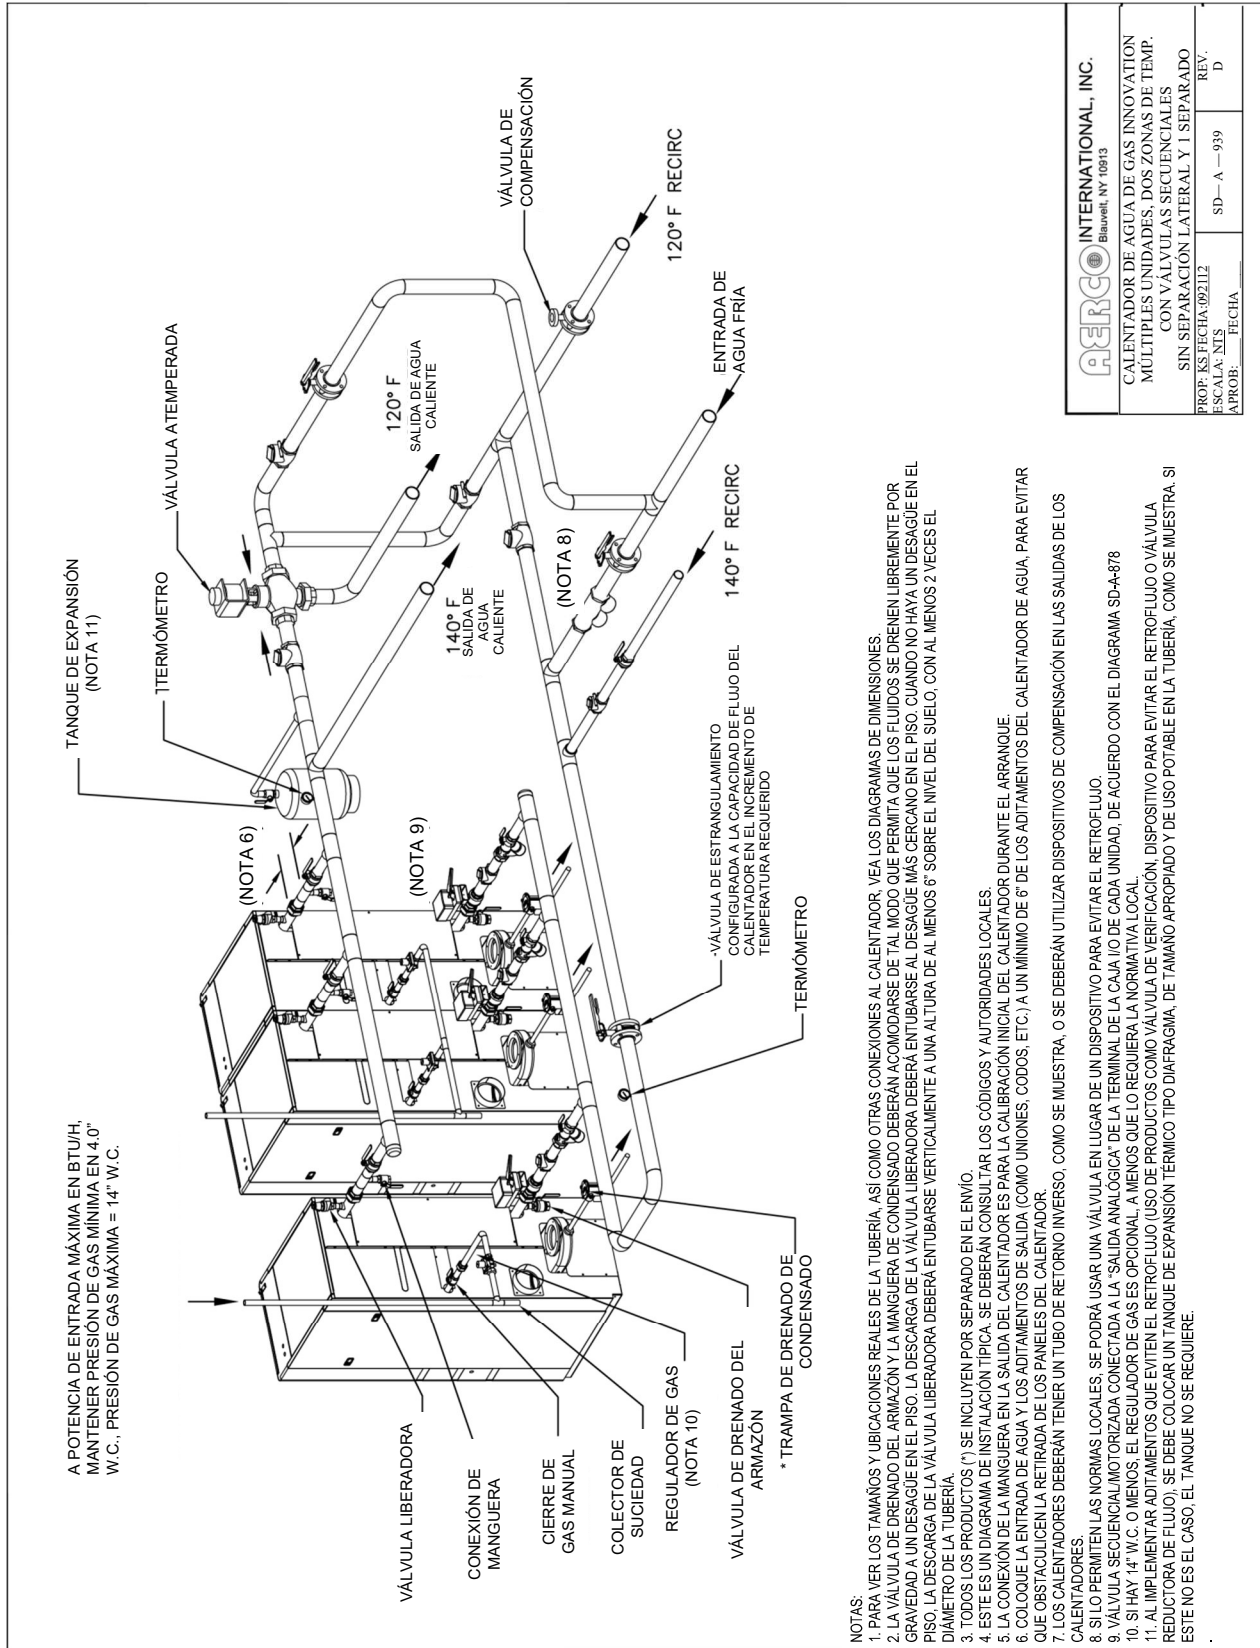 A POTENCIA DE ENTRADA MÁXIMA EN BTU/H,
MANTENER PRESIÓN DE GAS MÍNIMA EN 4.0”
W.C., PRESIÓN DE GAS MÁXIMA = 14” W.C.
TANQUE DE EXPANSIÓN
(NOTA 11)
1TERMÓMETRO
VÁLVULA ATEMPERADA
VÁLVULA DE
COMPENSACIÓN
120° F
SALIDA DE AGUA
CALIENTE
120° F RECIRC
140° F
SALIDA DE
AGUA
CALIENTE
ENTRADA DE
AGUA FRÍA
140° F RECIRC
(NOTA 6)
(NOTA 9)
(NOTA 8)
-VÁLVULA DE ESTRANGULAMIENTO
CONFIGURADA A LA CAPACIDAD DE FLUJO DEL
CALENTADOR EN EL INCREMENTO DE
TEMPERATURA REQUERIDO
TERMÓMETRO
VÁLVULA LIBERADORA
CONEXIÓN DE
MANGUERA
CIERRE DE
GAS MANUAL
COLECTOR DE
SUCIEDAD
REGULADOR DE GAS
(NOTA 10)
VÁLVULA DE DRENADO DEL
ARMAZÓN
* TRAMPA DE DRENADO DE
CONDENSADO
NOTAS:
1. PARA VER LOS TAMAÑOS Y UBICACIONES REALES DE LA TUBERÍA, ASÍ COMO OTRAS CONEXIONES AL CALENTADOR, VEA LOS DIAGRAMAS DE DIMENSIONES.
2. LA VÁLVULA DE DRENADO DEL ARMAZÓN Y LA MANGUERA DE CONDENSADO DEBERÁN ACOMODARSE DE TAL MODO QUE PERMITA QUE LOS FLUIDOS SE DRENEN LIBREMENTE POR
GRAVEDAD A UN DESAGÜE EN EL PISO. LA DESCARGA DE LA VÁLVULA LIBERADORA DEBERÁ ENTUBARSE AL DESAGÜE MÁS CERCANO EN EL PISO. CUANDO NO HAYA UN DESAGÜE EN EL
PISO, LA DESCARGA DE LA VÁLVULA LIBERADORA DEBERÁ ENTUBARSE VERTICALMENTE A UNA ALTURA DE AL MENOS 6” SOBRE EL NIVEL DEL SUELO, CON AL MENOS 2 VECES EL
DIÁMETRO DE LA TUBERÍA.
3. TODOS LOS PRODUCTOS (*) SE INCLUYEN POR SEPARADO EN EL ENVÍO.
4. ESTE ES UN DIAGRAMA DE INSTALACIÓN TÍPICA. SE DEBERÁN CONSULTAR LOS CÓDIGOS Y AUTORIDADES LOCALES.
5. LA CONEXIÓN DE LA MANGUERA EN LA SALIDA DEL CALENTADOR ES PARA LA CALIBRACIÓN INICIAL DEL CALENTADOR DURANTE EL ARRANQUE.
6. COLOQUE LA ENTRADA DE AGUA Y LOS ADITAMENTOS DE SALIDA (COMO UNIONES, CODOS, ETC.) A UN MÍNIMO DE 6” DE LOS ADITAMENTOS DEL CALENTADOR DE AGUA, PARA EVITAR
QUE OBSTACULICEN LA RETIRADA DE LOS PANELES DEL CALENTADOR.
7. LOS CALENTADORES DEBERÁN TENER UN TUBO DE RETORNO INVERSO, COMO SE MUESTRA, O SE DEBERÁN UTILIZAR DISPOSITIVOS DE COMPENSACIÓN EN LAS SALIDAS DE LOS
CALENTADORES.
8. SI LO PERMITEN LAS NORMAS LOCALES, SE PODRÁ USAR UNA VÁLVULA EN LUGAR DE UN DISPOSITIVO PARA EVITAR EL RETROFLUJO.
9. VÁLVULA SECUENCIAL/MOTORIZADA CONECTADA A LA “SALIDA ANALÓGICA” DE LA TERMINAL DE LA CAJA I/O DE CADA UNIDAD, DE ACUERDO CON EL DIAGRAMA SD-A-878
10. SI HAY 14” W.C. O MENOS, EL REGULADOR DE GAS ES OPCIONAL, A MENOS QUE LO REQUIERA LA NORMATIVA LOCAL.
11. AL IMPLEMENTAR ADITAMENTOS QUE EVITEN EL RETROFLUJO (USO DE PRODUCTOS COMO VÁLVULA DE VERIFICACIÓN, DISPOSITIVO PARA EVITAR EL RETROFLUJO O VÁLVULA
REDUCTORA DE FLUJO), SE DEBE COLOCAR UN TANQUE DE EXPANSIÓN TÉRMICO TIPO DIAFRAGMA, DE TAMAÑO APROPIADO Y DE USO POTABLE EN LA TUBERÍA, COMO SE MUESTRA. SI
ESTE NO ES EL CASO, EL TANQUE NO SE REQUIERE.
AERCO INTERNATIONAL, INC.
Blauvelt, NY 10913
CALENTADOR DE AGUA DE GAS INNOVATION
MÚLTIPLES UNIDADES, DOS ZONAS DE TEMP.
CON VÁLVULAS SECUENCIALES
SIN SEPARACIÓN LATERAL Y 1 SEPARADO
PROP: KS FECHA:092112
ESCALA: NTS
APROB: ____ FECHA ____
SD— A — 939
REV.
D